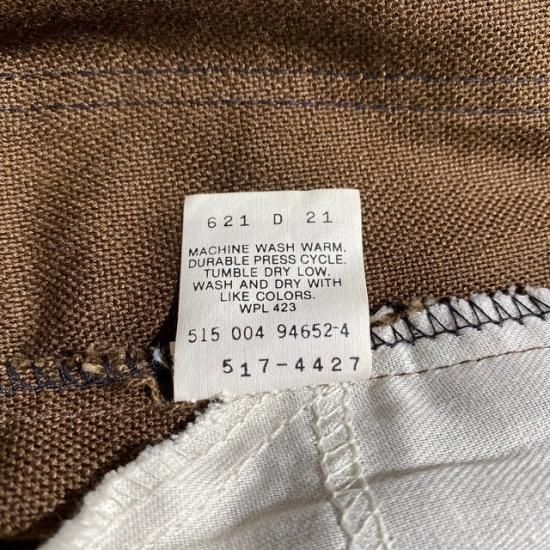 621 D 21
MACHINE WASH WARM.
DURABLE PRESS CYCLE.
TUMBLE DRY LOW.
WASH AND DRY WITH
LIKE COLORS.
WPL 423
515 004 94652-4
517-4427